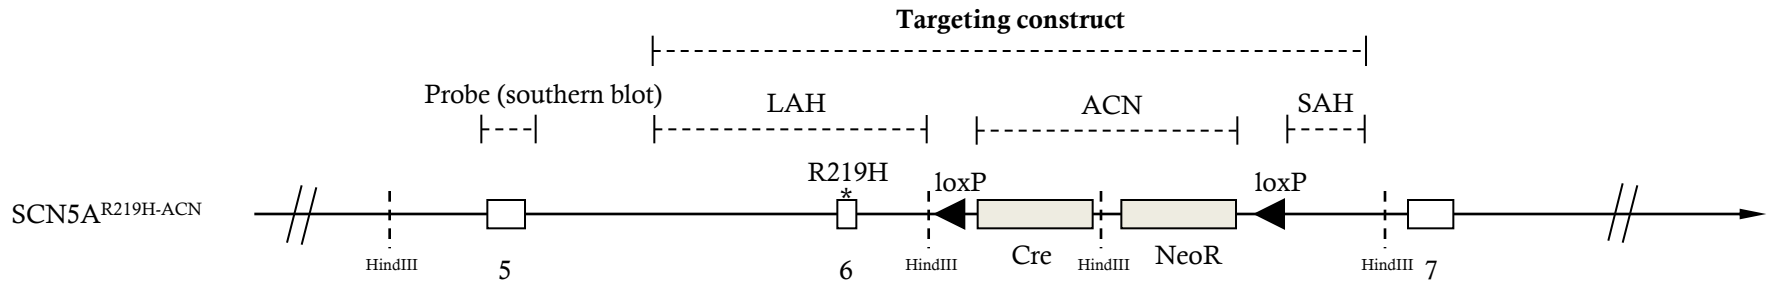 Targeting construct
Probe (southern blot)
LAH
ACN
SAH
R219H
*
loxP
loxP
SCN5A^R219H-ACN
HindIII
5
6
HindIII
Cre
HindIII
NeoR
HindIII
7